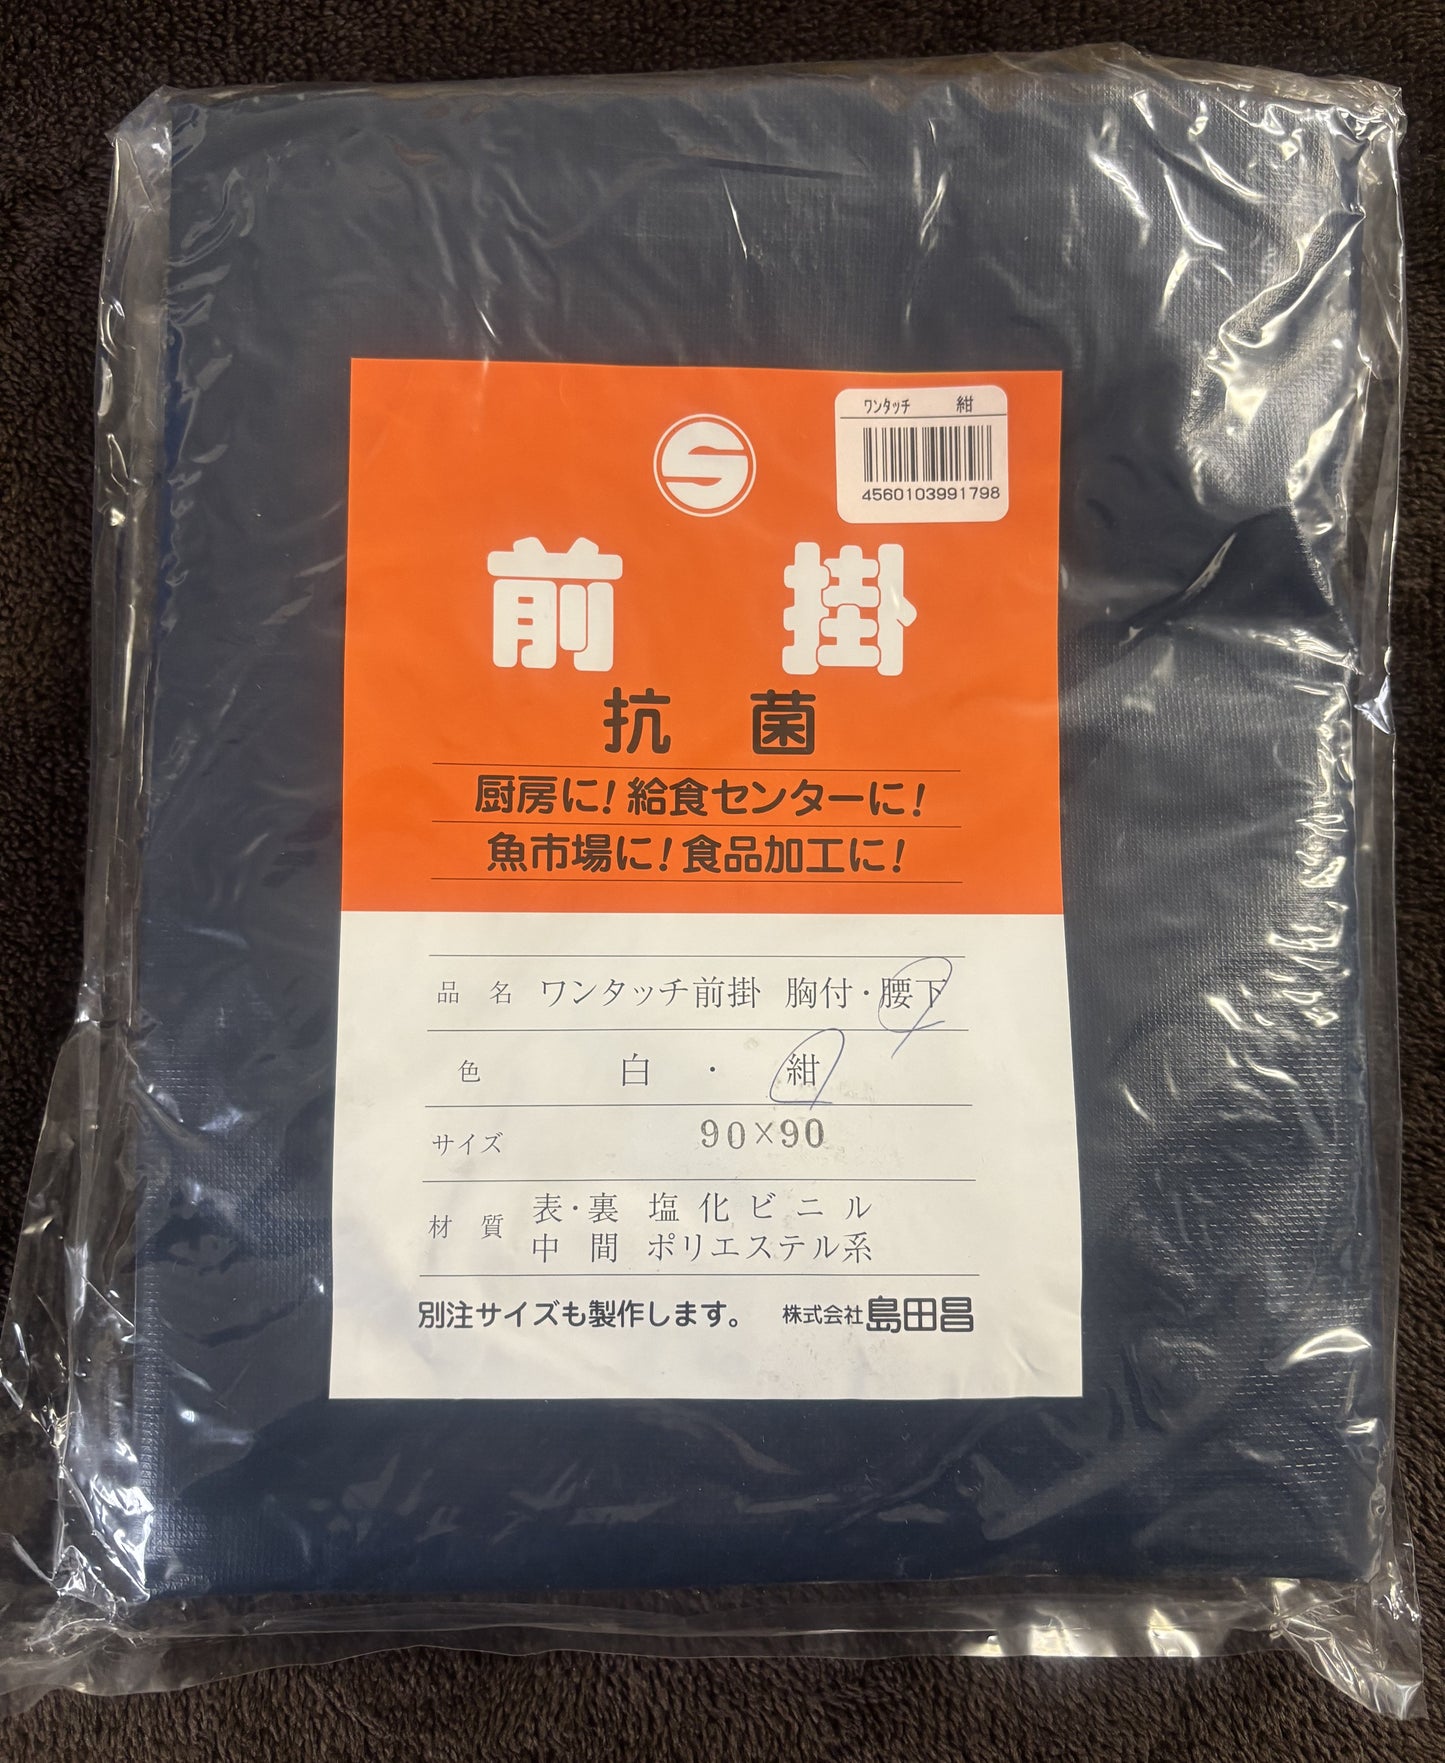 S
ワンタッチ 紺
4560103991798
前掛
抗菌
厨房に!給食センターに!
魚市場に!食品加工に!
品名 ワンタッチ前掛 胸付・腰下
色 白・紺
サイズ 90×90
材質 表・裏 塩化ビニル
中間 ポリエステル系
別注サイズも製作します。 株式会社島田昌